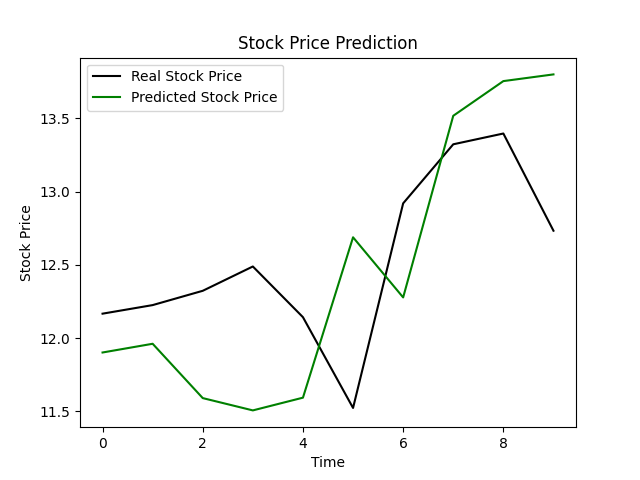 Stock Price Prediction
Real Stock Price
Predicted Stock Price
Stock Price
13.5
13.0
12.5
12.0
11.5
0 2 4 6 8
Time